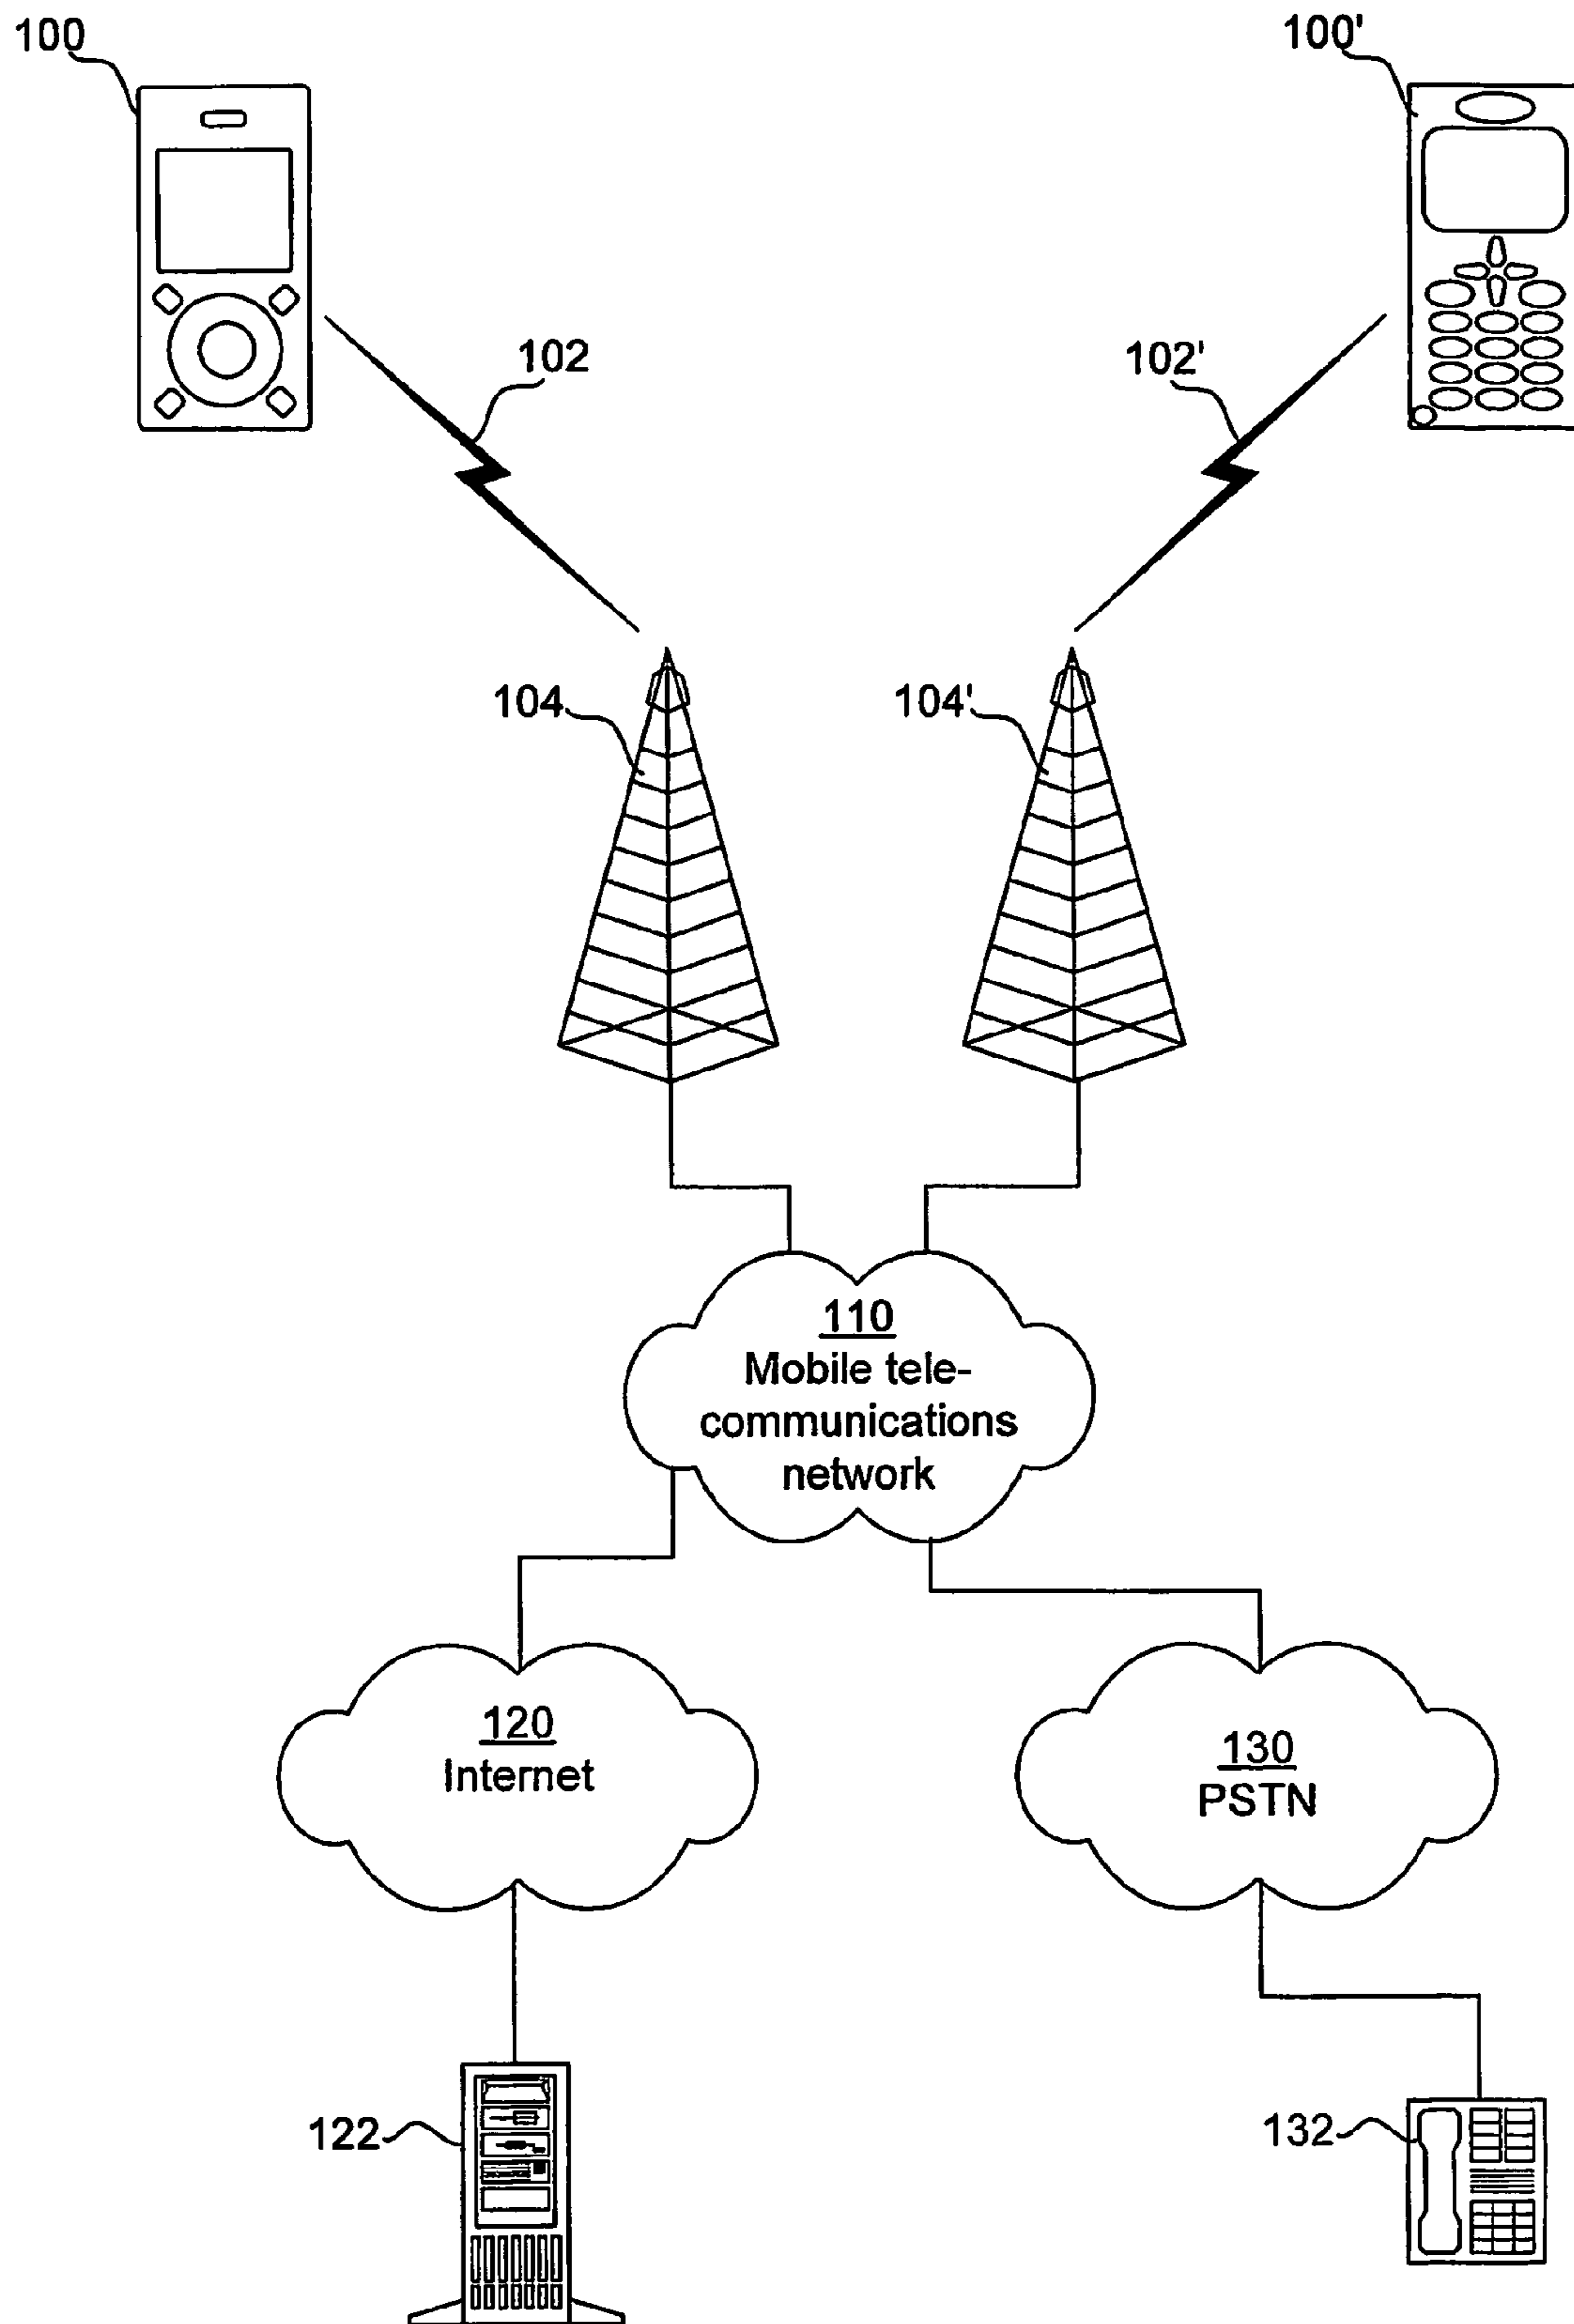 100
100'
102
102'
104
104'
110
Mobile tele-
communications
network
120
Internet
130
PSTN
122
132